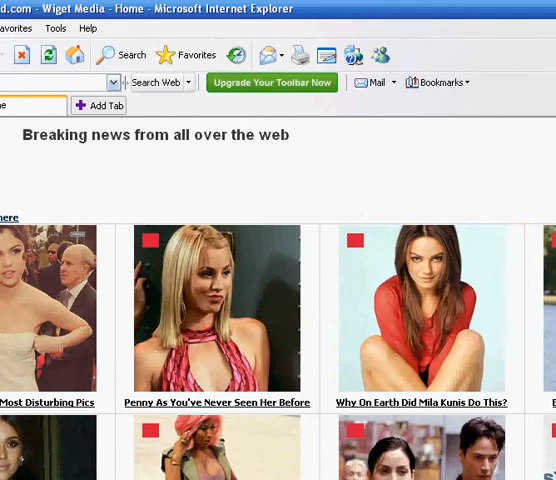 d.com - Wiget Media - Home - Microsoft Internet Explorer
avorites Tools Help
Search Favorites
Search Web Upgrade Your Toolbar Now Mail Bookmarks
e Add Tab
Breaking news from all over the web
here
Most Disturbing Pics Penny As You've Never Seen Her Before Why On Earth Did Mila Kunis Do This?